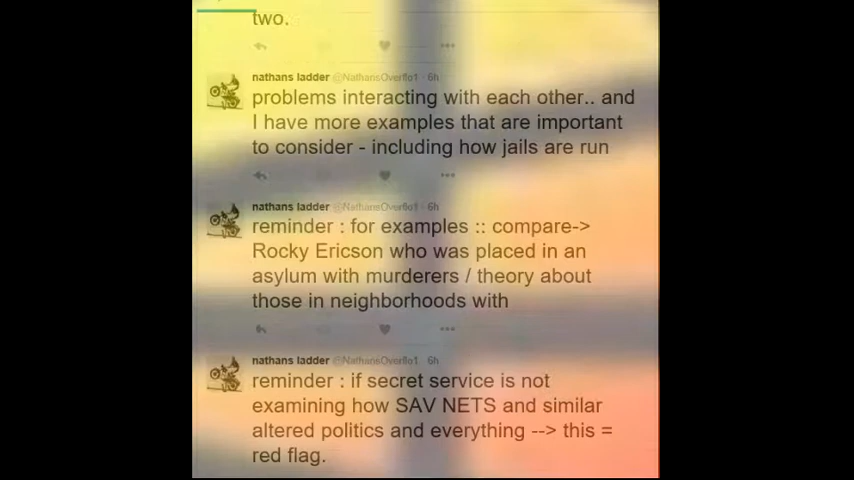 two.
nathans ladder @NathansOverflo1 · 6h
problems interacting with each other.. and
I have more examples that are important
to consider - including how jails are run
nathans ladder @NathansOverflo1 · 6h
reminder : for examples :: compare->
Rocky Ericson who was placed in an
asylum with murderers / theory about
those in neighborhoods with
nathans ladder @NathansOverflo1 · 6h
reminder : if secret service is not
examining how SAV NETS and similar
altered politics and everything --> this =
red flag.